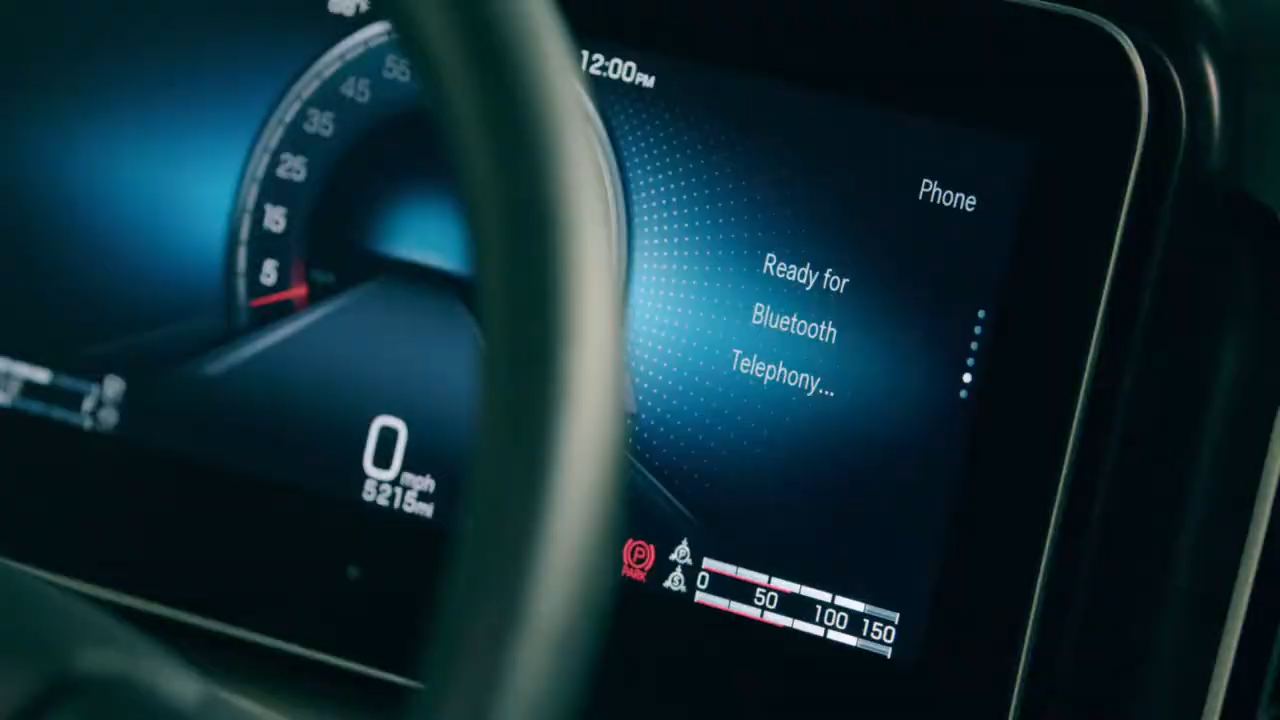 12:00PM
55
45
35
25
15
5
Phone
Ready for
Bluetooth
Telephony...
0 mph
5215mi
P
PARK
P
S
0 50 100 150